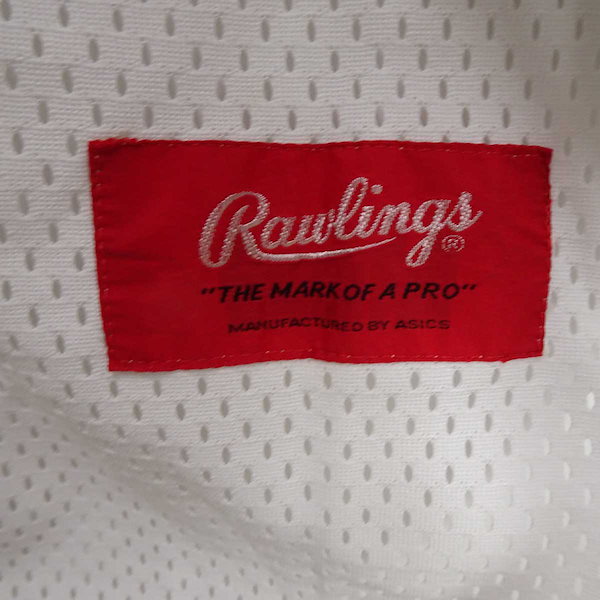 Rawlings®
"THE MARK OF A PRO"
MANUFACTURED BY ASICS